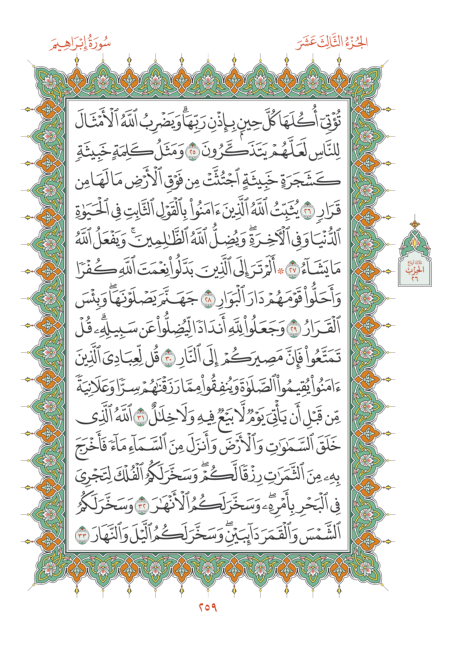 الجُزْءُ الثَّالِثَ عَشَرَ
سُورَةُ إِبْرَاهِيمَ
تُؤْتِىٓ أُكُلَهَا كُلَّ حِينِۭ بِإِذْنِ رَبِّهَاۗ وَيَضْرِبُ ٱللَّهُ ٱلْأَمْثَالَ
لِلنَّاسِ لَعَلَّهُمْ يَتَذَكَّرُونَ ٢٥ وَمَثَلُ كَلِمَةٍ خَبِيثَةٖ
كَشَجَرَةٍ خَبِيثَةٍ ٱجْتُثَّتْ مِن فَوْقِ ٱلْأَرْضِ مَا لَهَا مِن
قَرَارٖ ٢٦ يُثَبِّتُ ٱللَّهُ ٱلَّذِينَ ءَامَنُوا۟ بِٱلْقَوْلِ ٱلثَّابِتِ فِى ٱلْحَيَوٰةِ
ٱلدُّنْيَا وَفِى ٱلْءَاخِرَةِۖ وَيُضِلُّ ٱللَّهُ ٱلظَّٰلِمِينَۚ وَيَفْعَلُ ٱللَّهُ
مَا يَشَآءُ ٢٧ ۞ أَلَمْ تَرَ إِلَى ٱلَّذِينَ بَدَّلُوا۟ نِعْمَتَ ٱللَّهِ كُفْرٗا
وَأَحَلُّوا۟ قَوْمَهُمْ دَارَ ٱلْبَوَارِ ٢٨ جَهَنَّمَ يَصْلَوْنَهَاۖ وَبِئْسَ
ٱلْقَرَارُ ٢٩ وَجَعَلُوا۟ لِلَّهِ أَندَادٗا لِّيُضِلُّوا۟ عَن سَبِيلِهِۦۗ قُلْ
تَمَتَّعُوا۟ فَإِنَّ مَصِيرَكُمْ إِلَى ٱلنَّارِ ٣٠ قُل لِّعِبَادِىَ ٱلَّذِينَ
ءَامَنُوا۟ يُقِيمُوا۟ ٱلصَّلَوٰةَ وَيُنفِقُوا۟ مِمَّا رَزَقْنَٰهُمْ سِرّٗا وَعَلَانِيَةٗ
مِّن قَبْلِ أَن يَأْتِىَ يَوْمٞ لَّا بَيْعٞ فِيهِ وَلَا خِلَٰلٌ ٣١ ٱللَّهُ ٱلَّذِى
خَلَقَ ٱلسَّمَٰوَٰتِ وَٱلْأَرْضَ وَأَنزَلَ مِنَ ٱلسَّمَآءِ مَآءٗ فَأَخْرَجَ
بِهِۦ مِنَ ٱلثَّمَرَٰتِ رِزْقٗا لَّكُمْۖ وَسَخَّرَ لَكُمُ ٱلْفُلْكَ لِتَجْرِىَ
فِى ٱلْبَحْرِ بِأَمْرِهِۦۖ وَسَخَّرَ لَكُمُ ٱلْأَنْهَٰرَ ٣٢ وَسَخَّرَ لَكُمُ
ٱلشَّمْسَ وَٱلْقَمَرَ دَآئِبَيْنِۖ وَسَخَّرَ لَكُمُ ٱلَّيْلَ وَٱلنَّهَارَ ٣٣
الحِزْبُ
٢٦
٢٥٩